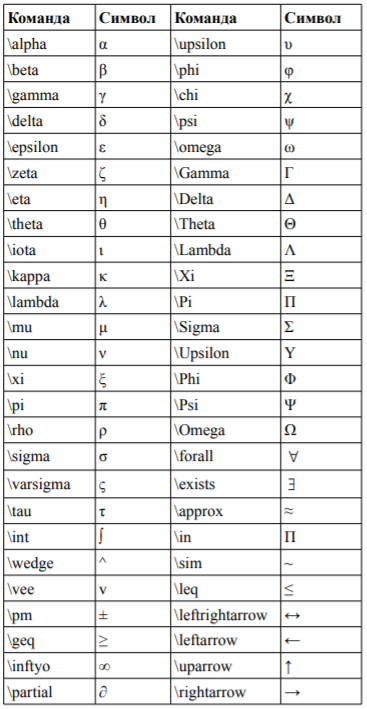 Команда Символ Команда Символ
\alpha α \upsilon υ
\beta β \phi φ
\gamma γ \chi χ
\delta δ \psi ψ
\epsilon ε \omega ω
\zeta ζ \Gamma Γ
\eta η \Delta Δ
\theta θ \Theta Θ
\iota ι \Lambda Λ
\kappa κ \Xi Ξ
\lambda λ \Pi Π
\mu μ \Sigma Σ
\nu ν \Upsilon Υ
\xi ξ \Phi Φ
\pi π \Psi Ψ
\rho ρ \Omega Ω
\sigma σ \forall ∀
\varsigma ς \exists ∃
\tau τ \approx ≈
\int ∫ \in Π
\wedge ^ \sim ~
\vee v \leq ≤
\pm ± \leftrightarrow ↔
\geq ≥ \leftarrow ←
\inftyo ∞ \uparrow ↑
\partial ∂ \rightarrow →